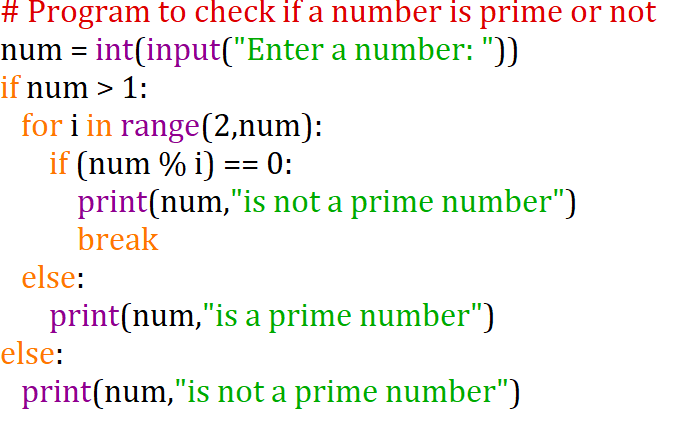 # Program to check if a number is prime or not
num = int(input("Enter a number: "))
if num > 1:
  for i in range(2,num):
    if (num % i) == 0:
      print(num,"is not a prime number")
      break
  else:
    print(num,"is a prime number")
else:
  print(num,"is not a prime number")